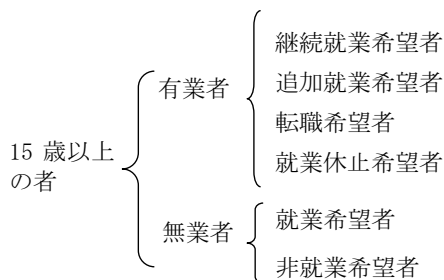 15 歳以上
の者
有業者
継続就業希望者
追加就業希望者
転職希望者
就業休止希望者
無業者
就業希望者
非就業希望者